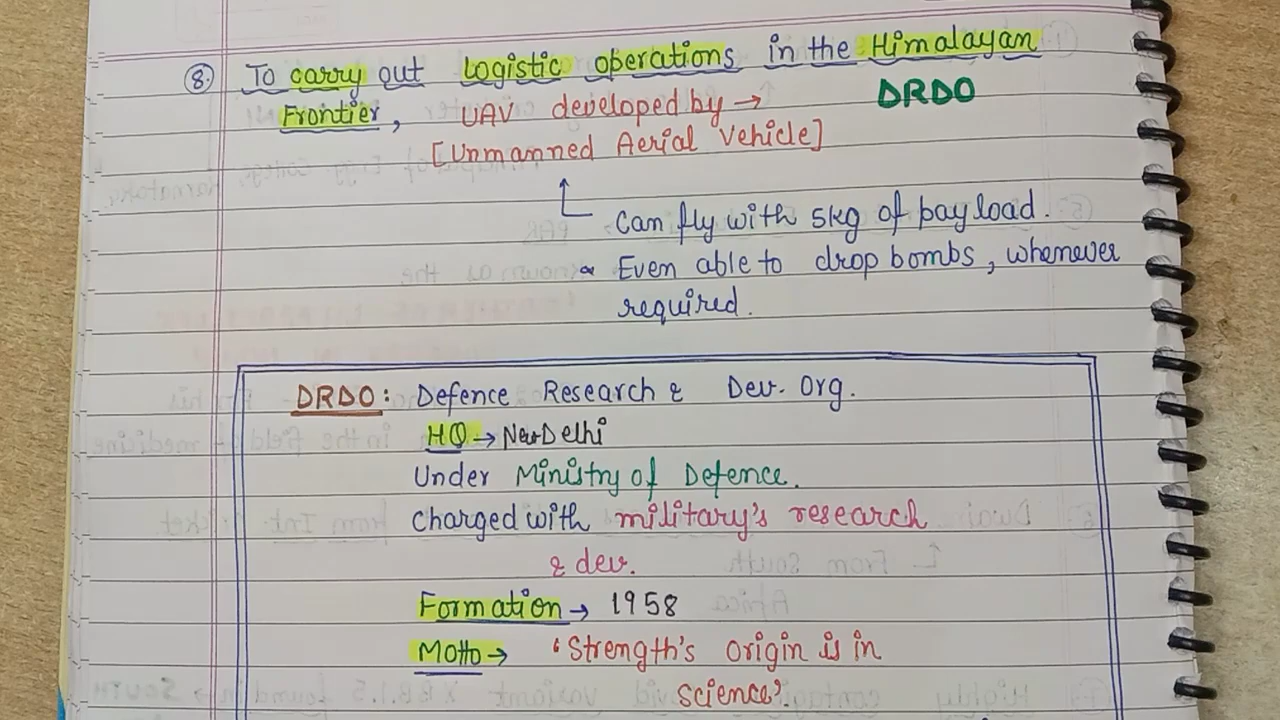 8. To carry out logistic operations in the Himalayan
Frontier, UAV developed by → DRDO
[Unmanned Aerial Vehicle]
Can fly with 5kg of payload.
Even able to drop bombs, whenever
required.
DRDO: Defence Research & Dev. Org.
HQ → New Delhi
Under Ministry of Defence.
Charged with military's research
& dev.
Formation → 1958
Motto → 'Strength's origin is in
science'